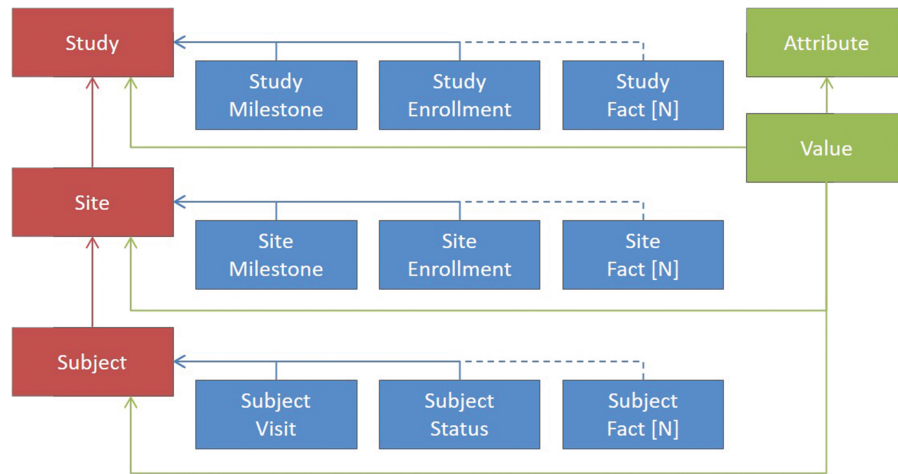 Study
Attribute
Study
Milestone
Study
Enrollment
Study
Fact [N]
Value
Site
Site
Milestone
Site
Enrollment
Site
Fact [N]
Subject
Subject
Visit
Subject
Status
Subject
Fact [N]